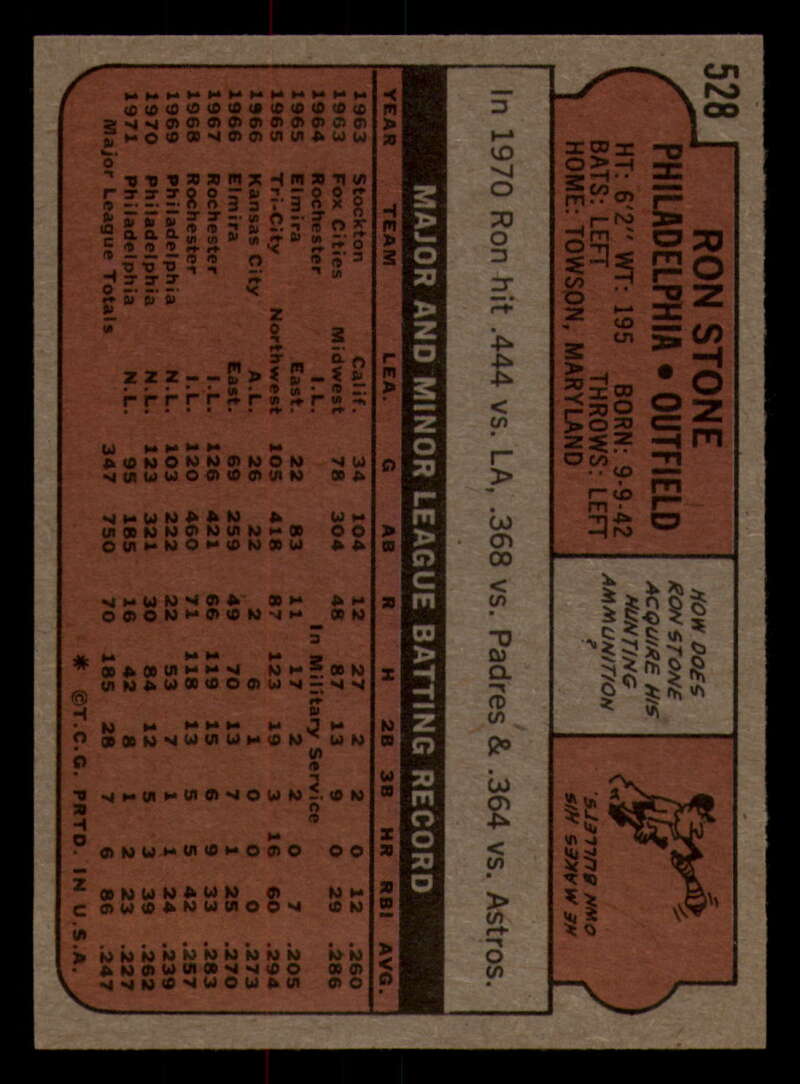 528
RON STONE
PHILADELPHIA • OUTFIELD
HT: 6'2" WT: 195 BORN: 9-9-42
BATS: LEFT THROWS: LEFT
HOME: TOWSON, MARYLAND
HOW DOES
RON STONE
ACQUIRE HIS
HUNTING
AMMUNITION
?
HE MAKES HIS
OWN BULLETS.
In 1970 Ron hit .444 vs. LA, .368 vs. Padres & .364 vs. Astros.
MAJOR AND MINOR LEAGUE BATTING RECORD
YEAR TEAM LEA. G AB R H 2B 3B HR RBI AVG.
1963 Stockton Calif. 34 104 12 27 2 2 0 12 .260
1963 Fox Cities Midwest 78 304 48 87 13 9 0 29 .286
1964 Rochester I.L. In Military Service
1965 Elmira East. 22 83 11 17 2 2 0 7 .205
1965 Tri-City Northwest 105 418 87 123 19 3 16 60 .294
1966 Kansas City A.L. 26 22 2 6 1 0 0 0 .273
1966 Elmira East. 69 259 49 70 13 7 1 25 .270
1967 Rochester I.L. 126 421 66 119 15 6 9 33 .283
1968 Rochester I.L. 120 460 71 118 13 5 5 42 .257
1969 Philadelphia N.L. 103 222 22 53 7 1 1 24 .239
1970 Philadelphia N.L. 123 321 30 84 12 5 3 39 .262
1971 Philadelphia N.L. 95 185 16 42 8 1 2 23 .227
Major League Totals 347 750 70 185 28 7 6 86 .247
* ©T.C.G. PRTD. IN U.S.A.